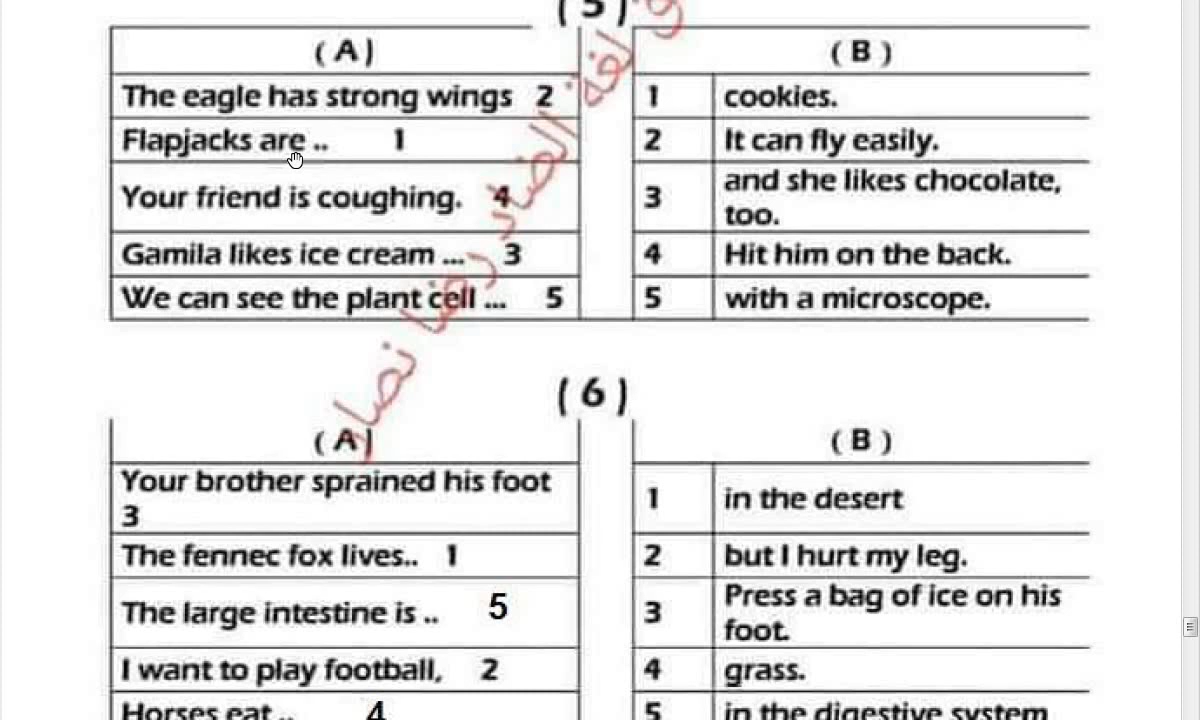 ( 5 )
( A )
( B )
The eagle has strong wings 2
1 cookies.
Flapjacks are .. 1
2 It can fly easily.
Your friend is coughing. 4
3 and she likes chocolate,
too.
Gamila likes ice cream ... 3
4 Hit him on the back.
We can see the plant cell ... 5
5 with a microscope.
( 6 )
( A )
( B )
Your brother sprained his foot
3
1 in the desert
The fennec fox lives.. 1
2 but I hurt my leg.
The large intestine is .. 5
3 Press a bag of ice on his
foot.
I want to play football, 2
4 grass.
Horses eat .. 4
5 in the digestive system